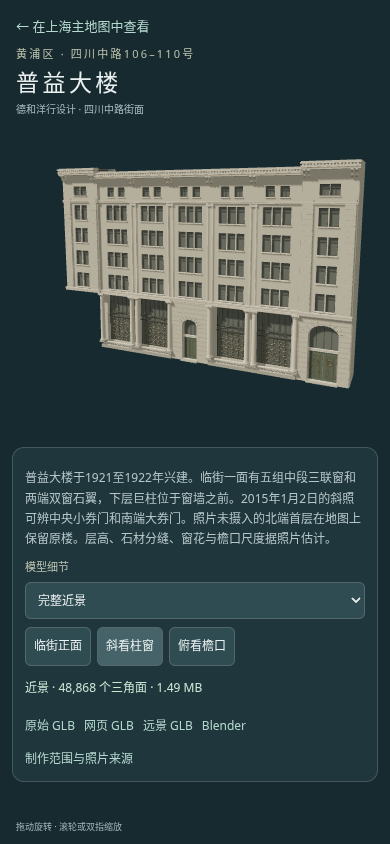 ← 在上海主地图中查看
黄浦区 · 四川中路106–110号
普益大楼
德和洋行设计 · 四川中路街面
普益大楼于1921至1922年兴建。临街一面有五组中段三联窗和
两端双窗石翼，下层巨柱位于窗墙之前。2015年1月2日的斜照
可辨中央小券门和南端大券门。照片未摄入的北端首层在地图上
保留原楼。层高、石材分缝、窗花与檐口尺度据照片估计。
模型细节
完整近景
临街正面 斜看柱窗 俯看檐口
近景 · 48,868 个三角面 · 1.49 MB
原始 GLB 网页 GLB 远景 GLB Blender
制作范围与照片来源
拖动旋转 · 滚轮或双指缩放